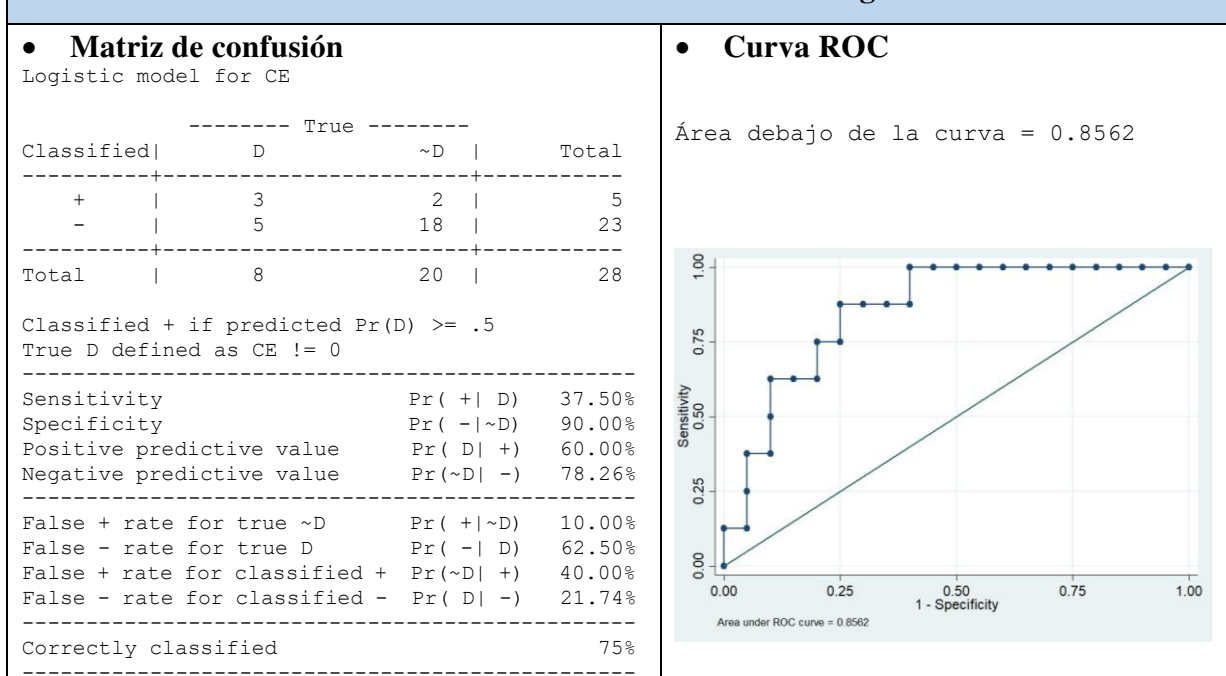 • Matriz de confusión
Logistic model for CE
-------- True --------
Classified| D ~D | Total
----------+------------------------+-----------
+ | 3 2 | 5
- | 5 18 | 23
----------+------------------------+-----------
Total | 8 20 | 28
Classified + if predicted Pr(D) >= .5
True D defined as CE != 0
--------------------------------------------------
Sensitivity Pr( +| D) 37.50%
Specificity Pr( -|~D) 90.00%
Positive predictive value Pr( D| +) 60.00%
Negative predictive value Pr(~D| -) 78.26%
--------------------------------------------------
False + rate for true ~D Pr( +|~D) 10.00%
False - rate for true D Pr( -| D) 62.50%
False + rate for classified + Pr(~D| +) 40.00%
False - rate for classified - Pr( D| -) 21.74%
--------------------------------------------------
Correctly classified 75%
--------------------------------------------------
• Curva ROC
Área debajo de la curva = 0.8562
1.00
0.75
0.50
0.25
0.00
Sensitivity
0.00 0.25 0.50 0.75 1.00
1 - Specificity
Area under ROC curve = 0.8562